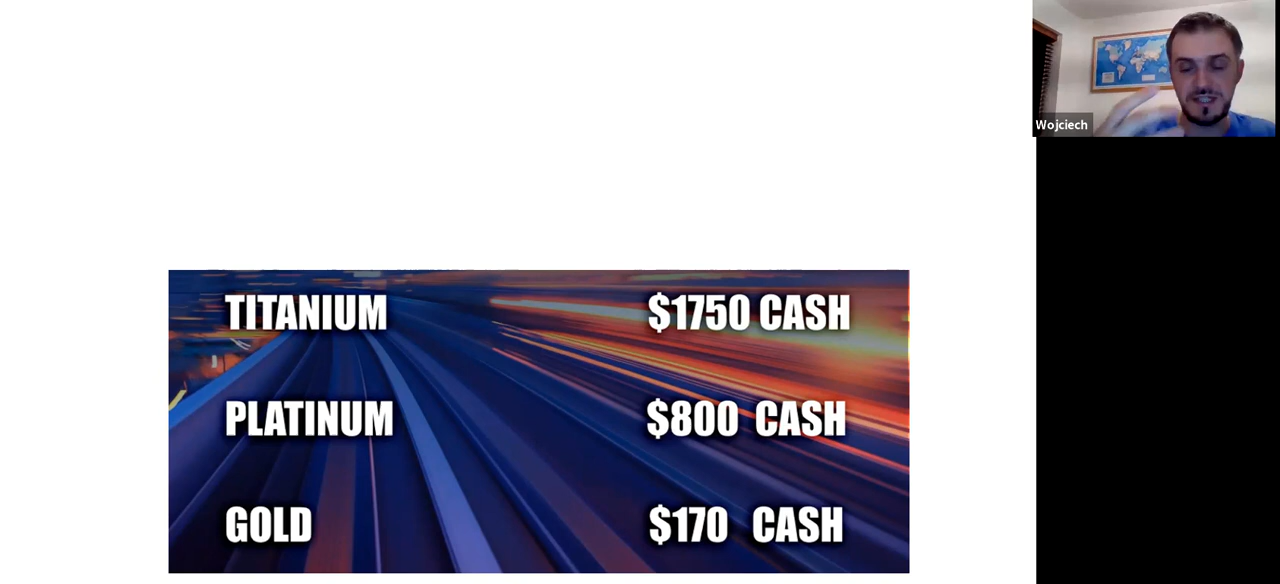 Wojciech
TITANIUM $1750 CASH
PLATINUM $800 CASH
GOLD $170 CASH